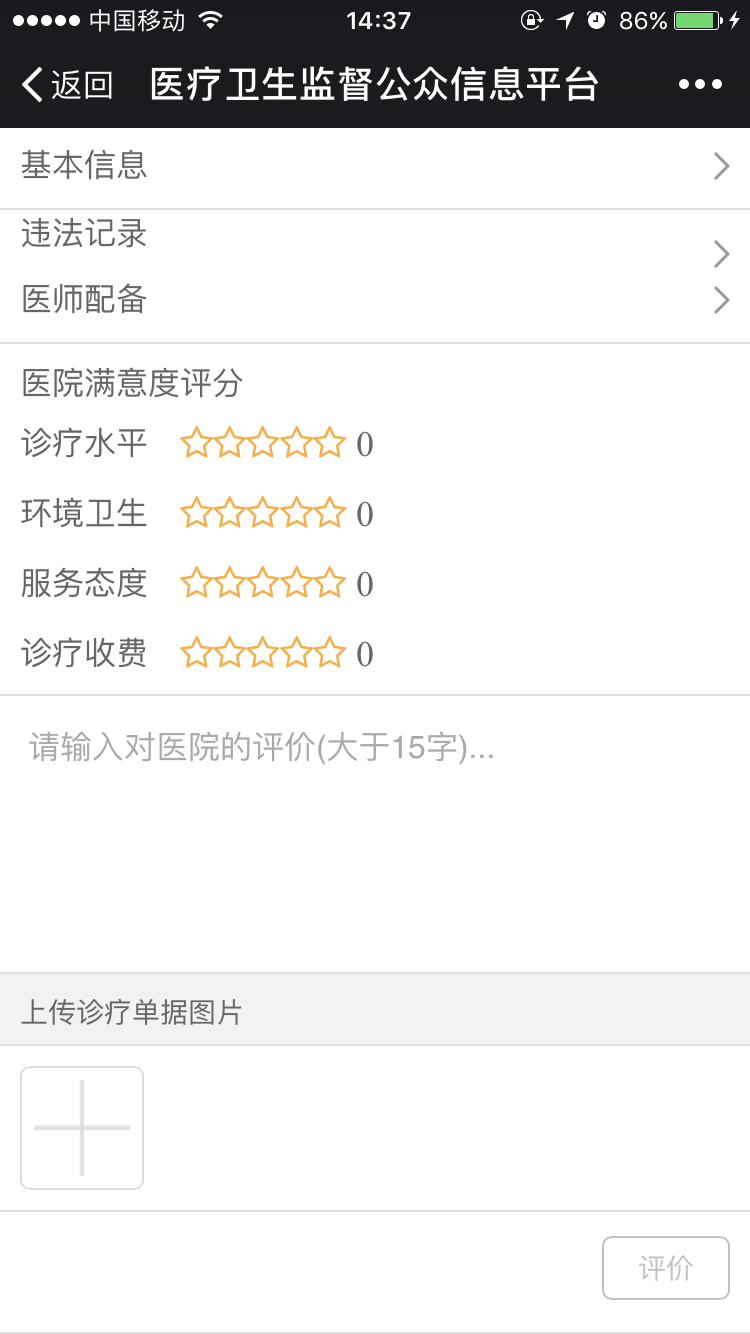 中国移动 14:37 86%
返回 医疗卫生监督公众信息平台
基本信息
违法记录
医师配备
医院满意度评分
诊疗水平 0
环境卫生 0
服务态度 0
诊疗收费 0
请输入对医院的评价(大于15字)...
上传诊疗单据图片
评价